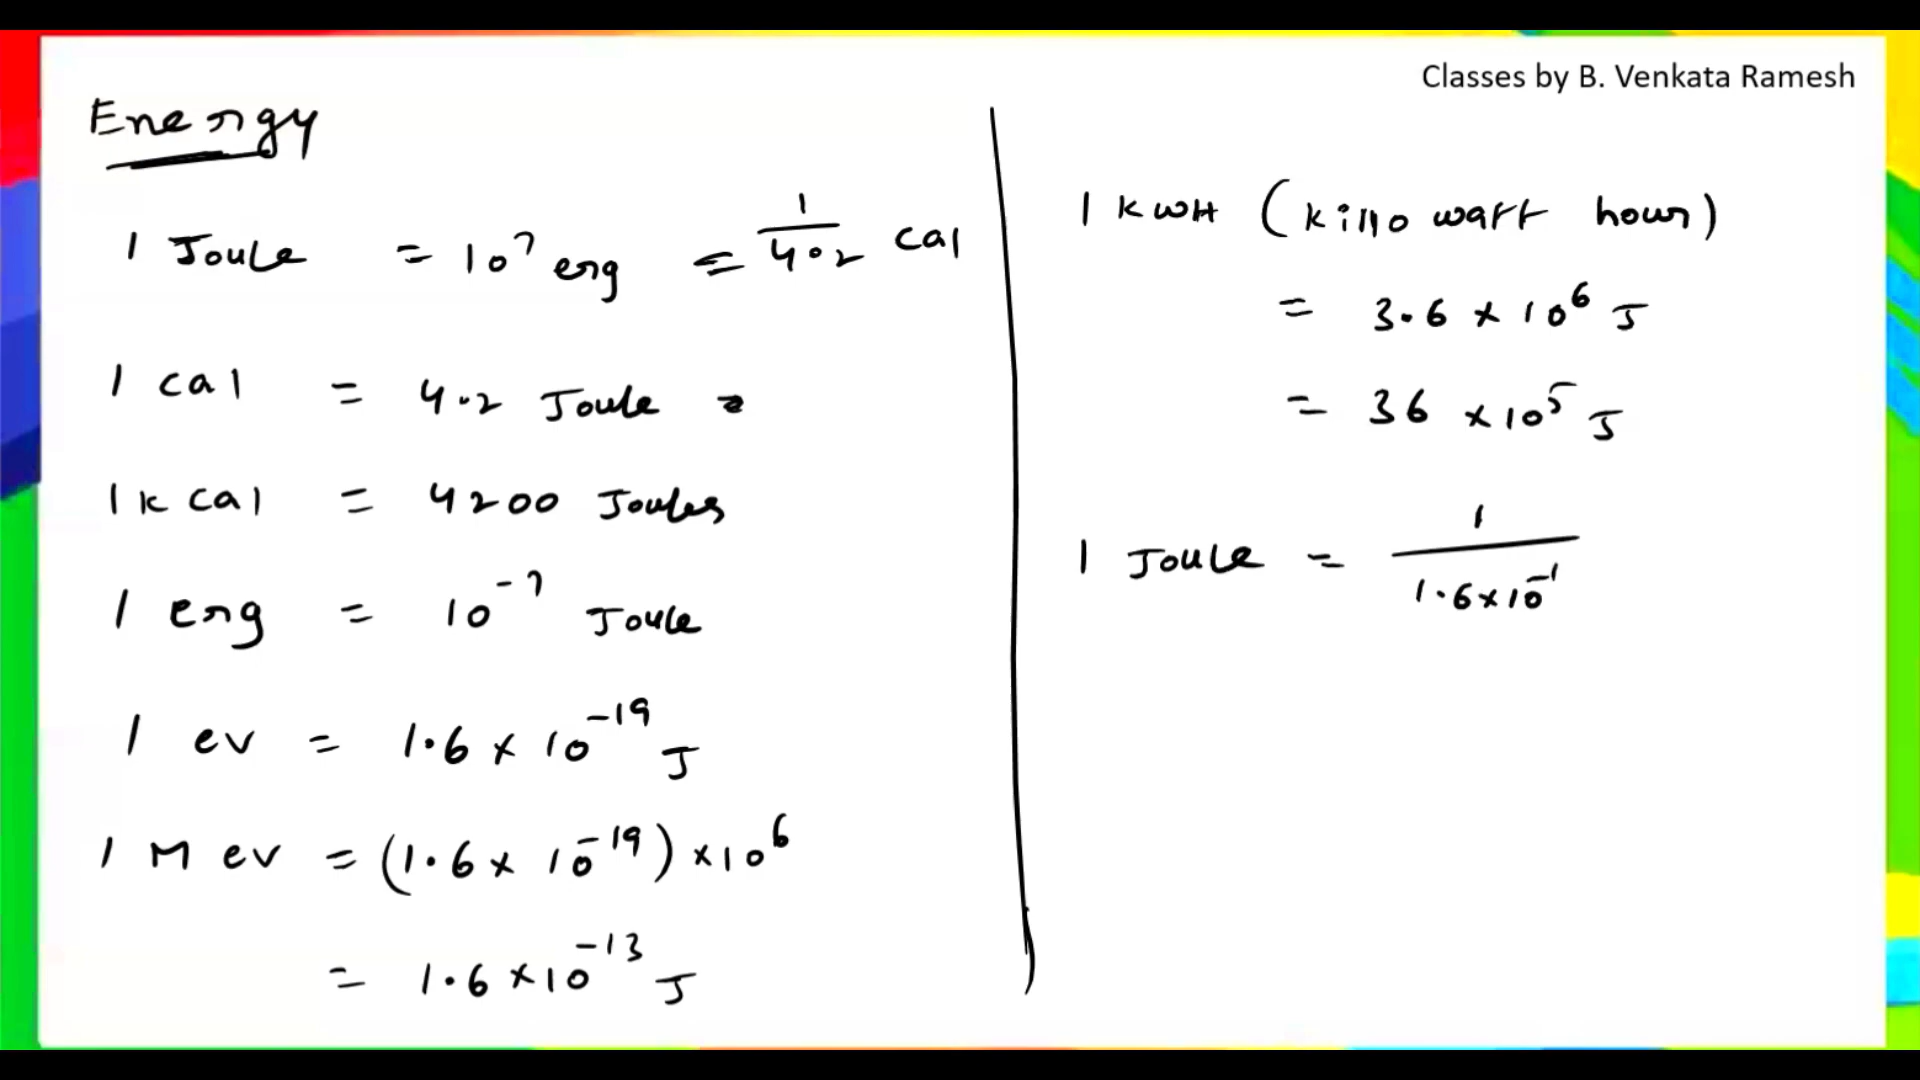 Classes by B. Venkata Ramesh
Energy
1 Joule = 10⁷ erg = 1/4.2 cal
1 cal = 4.2 Joule =
1 k cal = 4200 Joules
1 erg = 10⁻⁷ Joule
1 ev = 1.6 × 10⁻¹⁹ J
1 M ev = (1.6 × 10⁻¹⁹) × 10⁶
= 1.6 × 10⁻¹³ J
1 KWH (killo watt hour)
= 3.6 × 10⁶ J
= 36 × 10⁵ J
1 Joule = 1/1.6×10⁻¹